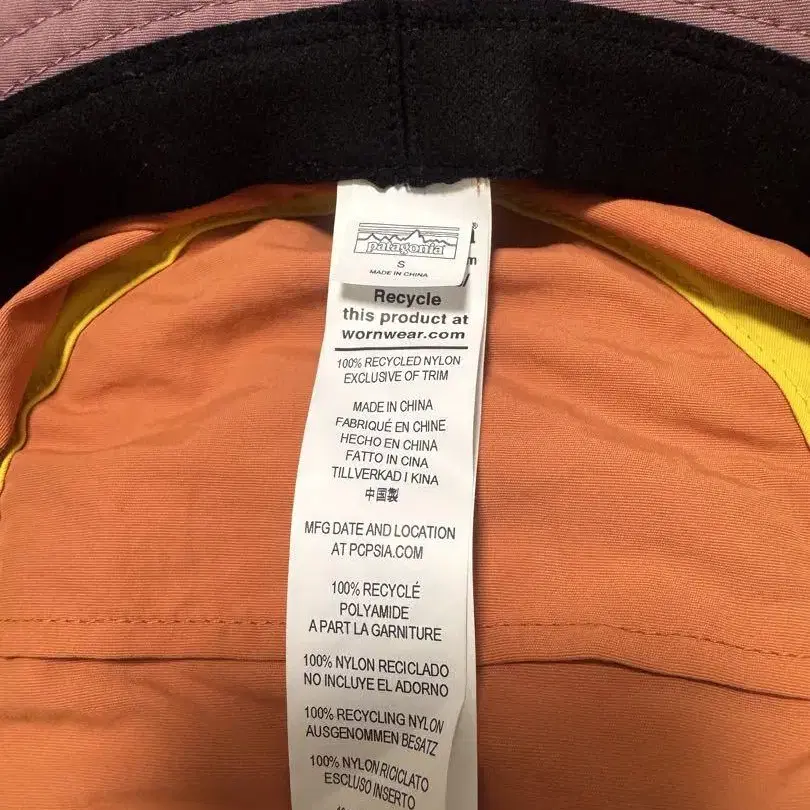 patagonia
S
MADE IN CHINA
Recycle
this product at
wornwear.com
100% RECYCLED NYLON
EXCLUSIVE OF TRIM
MADE IN CHINA
FABRIQUÉ EN CHINE
HECHO EN CHINA
FATTO IN CINA
TILLVERKAD I KINA
中国製
MFG DATE AND LOCATION
AT PCPSIA.COM
100% RECYCLÉ
POLYAMIDE
A PART LA GARNITURE
100% NYLON RECICLADO
NO INCLUYE EL ADORNO
100% RECYCLING NYLON
AUSGENOMMEN BESATZ
100% NYLON RICICLATO
ESCLUSO INSERTO